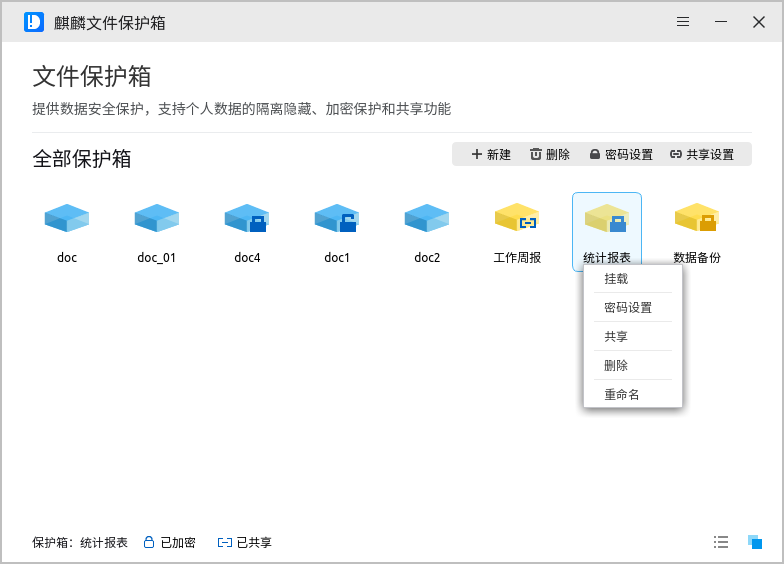 麒麟文件保护箱
文件保护箱
提供数据安全保护，支持个人数据的隔离隐藏、加密保护和共享功能
全部保护箱
新建 删除 密码设置 共享设置
doc doc_01 doc4 doc1 doc2 工作周报 统计报表 数据备份
挂载
密码设置
共享
删除
重命名
保护箱：统计报表 已加密 已共享